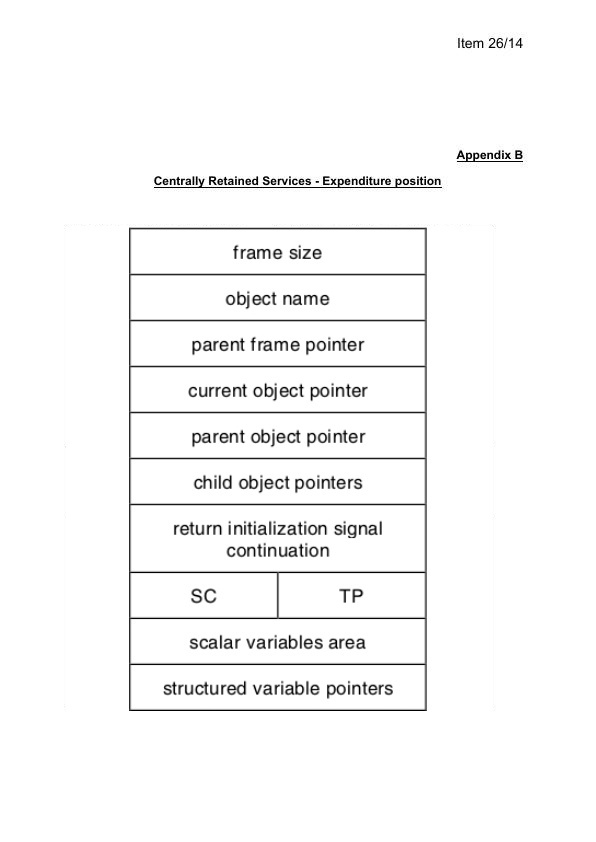 Item 26/14
Appendix B
Centrally Retained Services - Expenditure position
frame size
object name
parent frame pointer
current object pointer
parent object pointer
child object pointers
return initialization signal
continuation
SC TP
scalar variables area
structured variable pointers